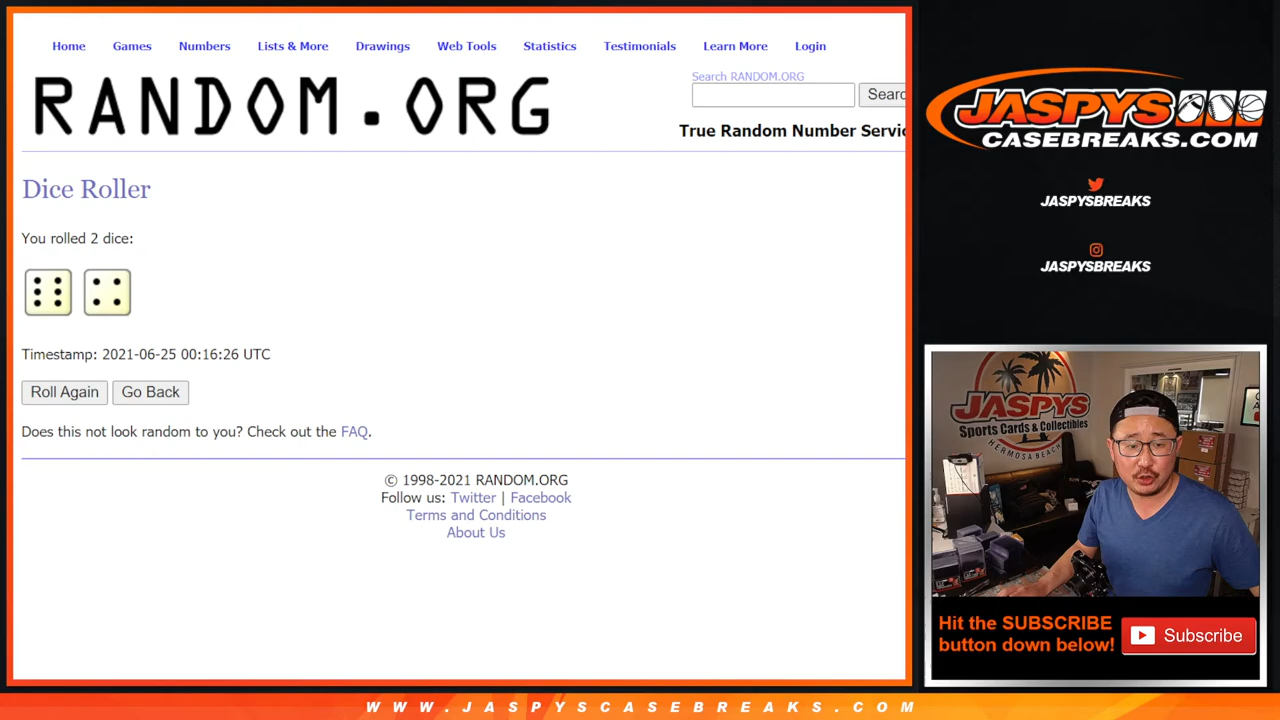 Home Games Numbers Lists & More Drawings Web Tools Statistics Testimonials Learn More Login
RANDOM.ORG
Search RANDOM.ORG
Searc
True Random Number Servic
Dice Roller
You rolled 2 dice:
Timestamp: 2021-06-25 00:16:26 UTC
Roll Again Go Back
Does this not look random to you? Check out the FAQ.
© 1998-2021 RANDOM.ORG
Follow us: Twitter | Facebook
Terms and Conditions
About Us
JASPYS
CASEBREAKS.COM
JASPYSBREAKS
JASPYSBREAKS
JASPYS
Sports Cards & Collectibles
HERMOSA BEACH
Hit the SUBSCRIBE
button down below!
Subscribe
WWW.JASPYSCASEBREAKS.COM